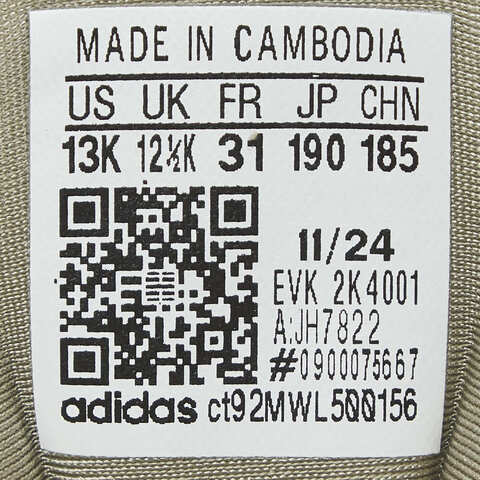 MADE IN CAMBODIA
US UK FR JP CHN
13K 12½K 31 190 185
11/24
EVK 2K4001
A:JH7822
#0900075667
adidas ct92MWL500156